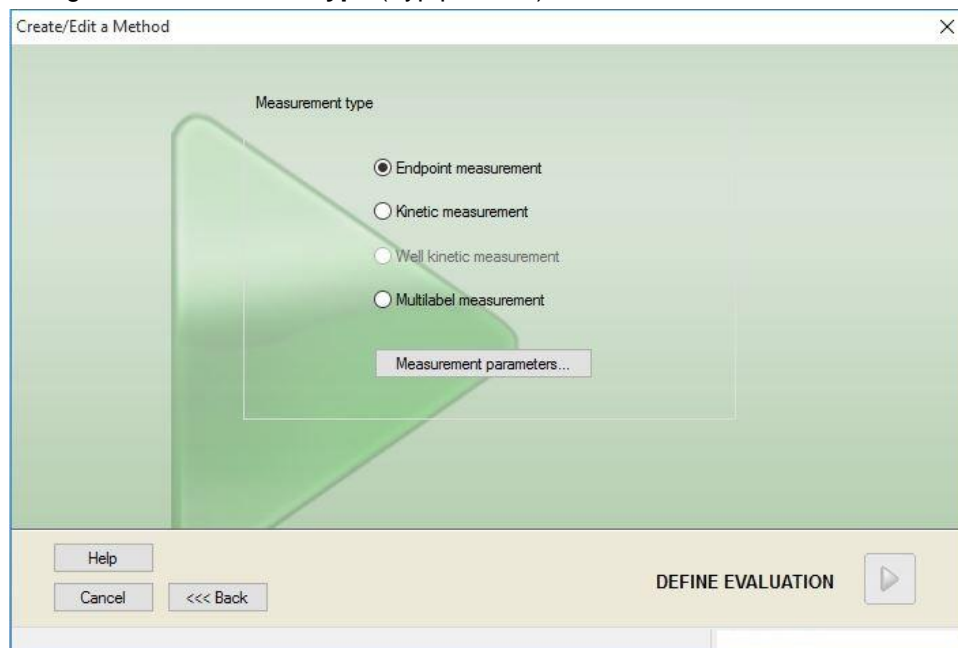 Create/Edit a Method
Measurement type
Endpoint measurement
Kinetic measurement
Well kinetic measurement
Multilabel measurement
Measurement parameters...
Help
Cancel
<<< Back
DEFINE EVALUATION